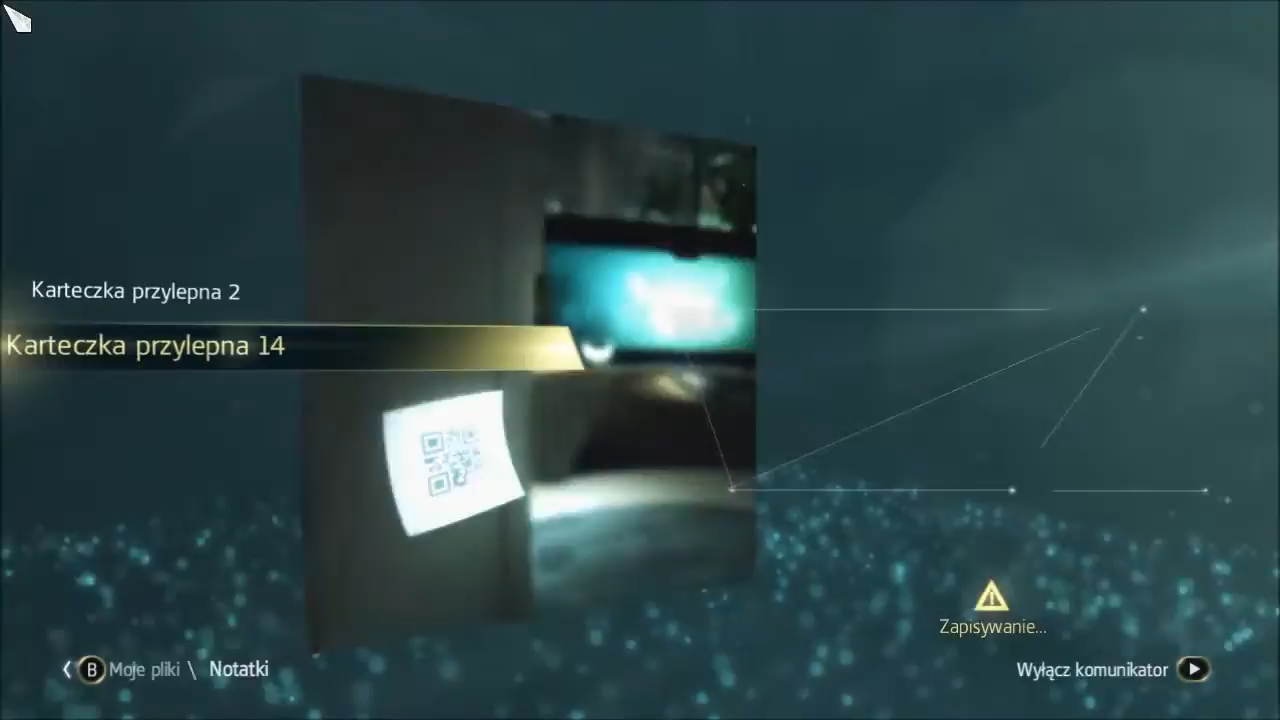 Karteczka przylepna 2
Karteczka przylepna 14
Zapisywanie...
B Moje pliki \ Notatki
Wyłącz komunikator